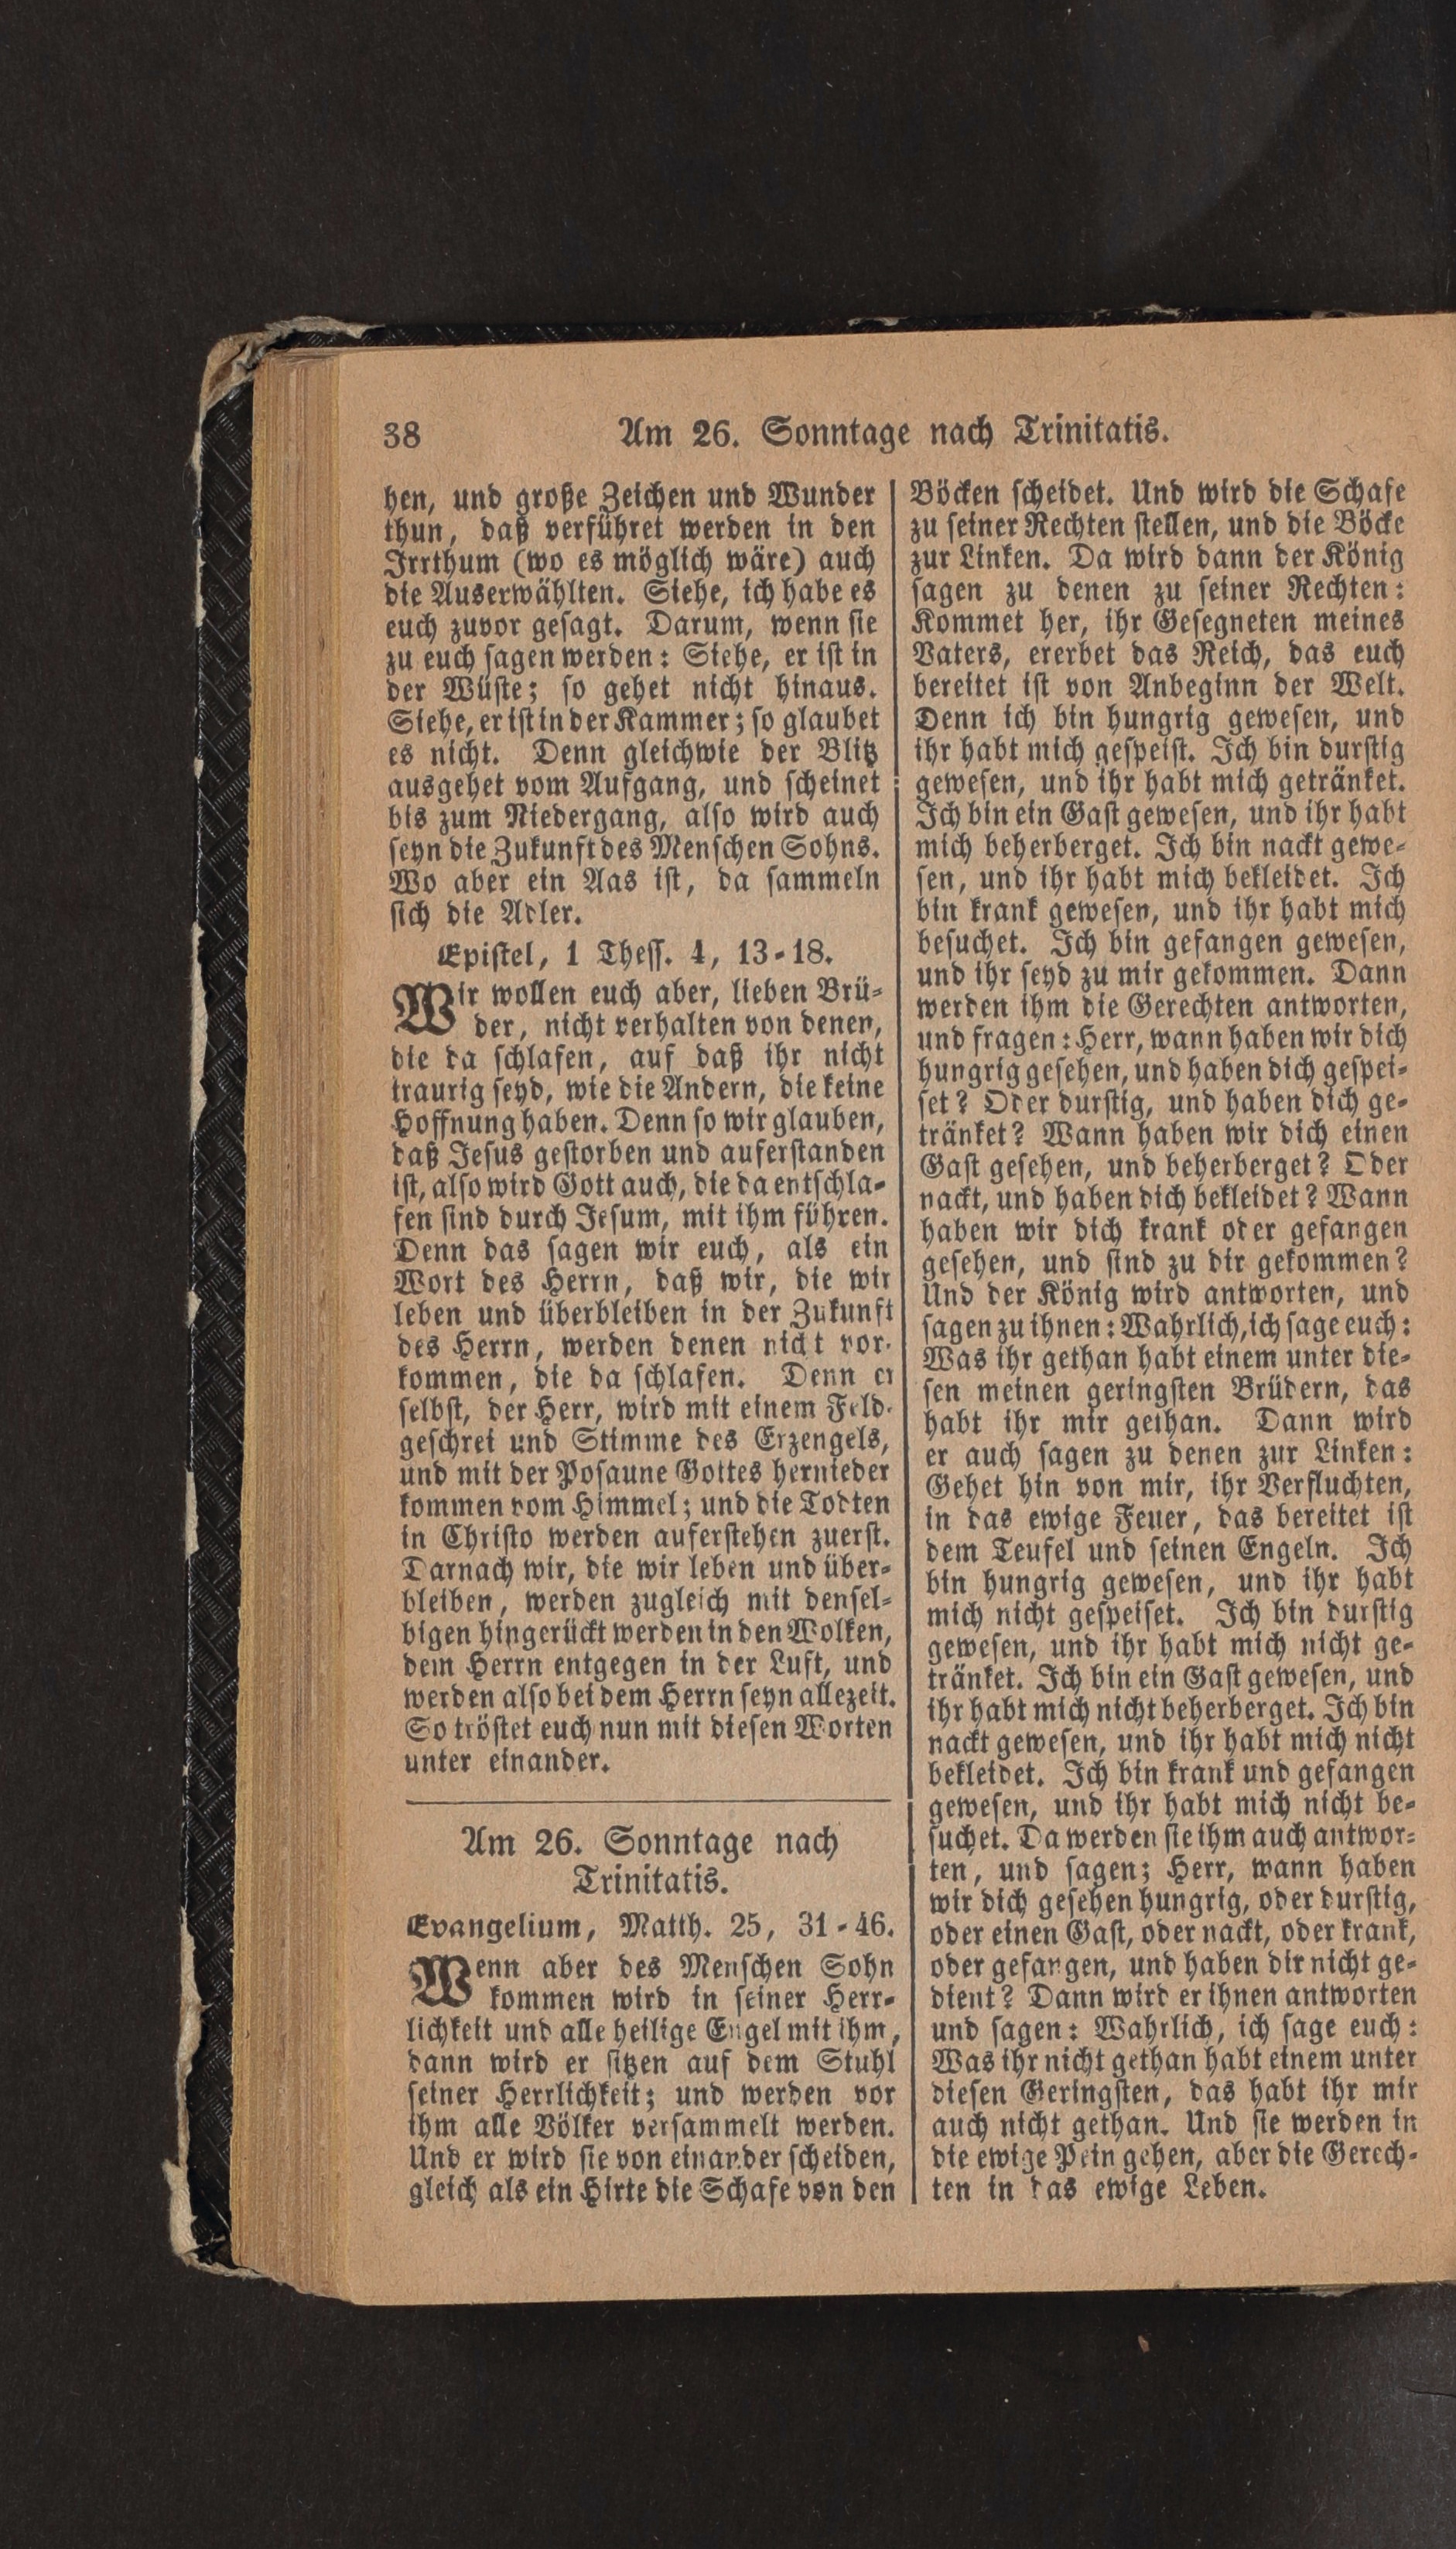 38
Am 26. Sonntage nach Trinitatis.
hen, und große Zeichen und Wunder
thun, daß verführet werden in den
Irrthum (wo es möglich wäre) auch
die Auserwählten. Siehe, ich habe es
euch zuvor gesagt. Darum, wenn sie
zu euch sagen werden: Siehe, er ist in
der Wüste; so gehet nicht hinaus.
Siehe, er ist in der Kammer; so glaubet
es nicht. Denn gleichwie der Blitz
ausgehet vom Aufgang, und scheinet
bis zum Niedergang, also wird auch
seyn die Zukunft des Menschen Sohns.
Wo aber ein Aas ist, da sammeln
sich die Adler.
Epistel, 1 Thess. 4, 13-18.
Wir wollen euch aber, lieben Brü-
der, nicht verhalten von denen,
die da schlafen, auf daß ihr nicht
traurig seyd, wie die Andern, die keine
Hoffnung haben. Denn so wir glauben,
daß Jesus gestorben und auferstanden
ist, also wird Gott auch, die da entschla-
fen sind durch Jesum, mit ihm führen.
Denn das sagen wir euch, als ein
Wort des Herrn, daß wir, die wir
leben und überbleiben in der Zukunft
des Herrn, werden denen nicht vor-
kommen, die da schlafen. Denn er
selbst, der Herr, wird mit einem Feld-
geschrei und Stimme des Erzengels,
und mit der Posaune Gottes hernieder
kommen vom Himmel; und die Todten
in Christo werden auferstehen zuerst.
Darnach wir, die wir leben und über-
bleiben, werden zugleich mit densel-
bigen hingerückt werden in den Wolken,
dem Herrn entgegen in der Luft, und
werden also bei dem Herrn seyn allezeit.
So tröstet euch nun mit diesen Worten
unter einander.
Am 26. Sonntage nach
Trinitatis.
Evangelium, Matth. 25, 31-46.
Wenn aber des Menschen Sohn
kommen wird in seiner Herr-
lichkeit und alle heilige Engel mit ihm,
dann wird er sitzen auf dem Stuhl
seiner Herrlichkeit; und werden vor
ihm alle Völker versammelt werden.
Und er wird sie von einander scheiden,
gleich als ein Hirte die Schafe von den
Böcken scheidet. Und wird die Schafe
zu seiner Rechten stellen, und die Böcke
zur Linken. Da wird dann der König
sagen zu denen zu seiner Rechten:
Kommet her, ihr Gesegneten meines
Vaters, ererbet das Reich, das euch
bereitet ist von Anbeginn der Welt.
Denn ich bin hungrig gewesen, und
ihr habt mich gespeist. Ich bin durstig
gewesen, und ihr habt mich getränket.
Ich bin ein Gast gewesen, und ihr habt
mich beherberget. Ich bin nackt gewe-
sen, und ihr habt mich bekleidet. Ich
bin krank gewesen, und ihr habt mich
besuchet. Ich bin gefangen gewesen,
und ihr seyd zu mir gekommen. Dann
werden ihm die Gerechten antworten,
und fragen: Herr, wann haben wir dich
hungrig gesehen, und haben dich gespei-
set? Oder durstig, und haben dich ge-
tränket? Wann haben wir dich einen
Gast gesehen, und beherberget? Oder
nackt, und haben dich bekleidet? Wann
haben wir dich krank oder gefangen
gesehen, und sind zu dir gekommen?
Und der König wird antworten, und
sagen zu ihnen: Wahrlich, ich sage euch:
Was ihr gethan habt einem unter die-
sen meinen geringsten Brüdern, das
habt ihr mir gethan. Dann wird
er auch sagen zu denen zur Linken:
Gehet hin von mir, ihr Verfluchten,
in das ewige Feuer, das bereitet ist
dem Teufel und seinen Engeln. Ich
bin hungrig gewesen, und ihr habt
mich nicht gespeiset. Ich bin durstig
gewesen, und ihr habt mich nicht ge-
tränket. Ich bin ein Gast gewesen, und
ihr habt mich nicht beherberget. Ich bin
nackt gewesen, und ihr habt mich nicht
bekleidet. Ich bin krank und gefangen
gewesen, und ihr habt mich nicht be-
suchet. Da werden sie ihm auch antwor-
ten, und sagen; Herr, wann haben
wir dich gesehen hungrig, oder durstig,
oder einen Gast, oder nackt, oder krank,
oder gefangen, und haben dir nicht ge-
dient? Dann wird er ihnen antworten
und sagen: Wahrlich, ich sage euch:
Was ihr nicht gethan habt einem unter
diesen Geringsten, das habt ihr mir
auch nicht gethan. Und sie werden in
die ewige Pein gehen, aber die Gerech-
ten in das ewige Leben.